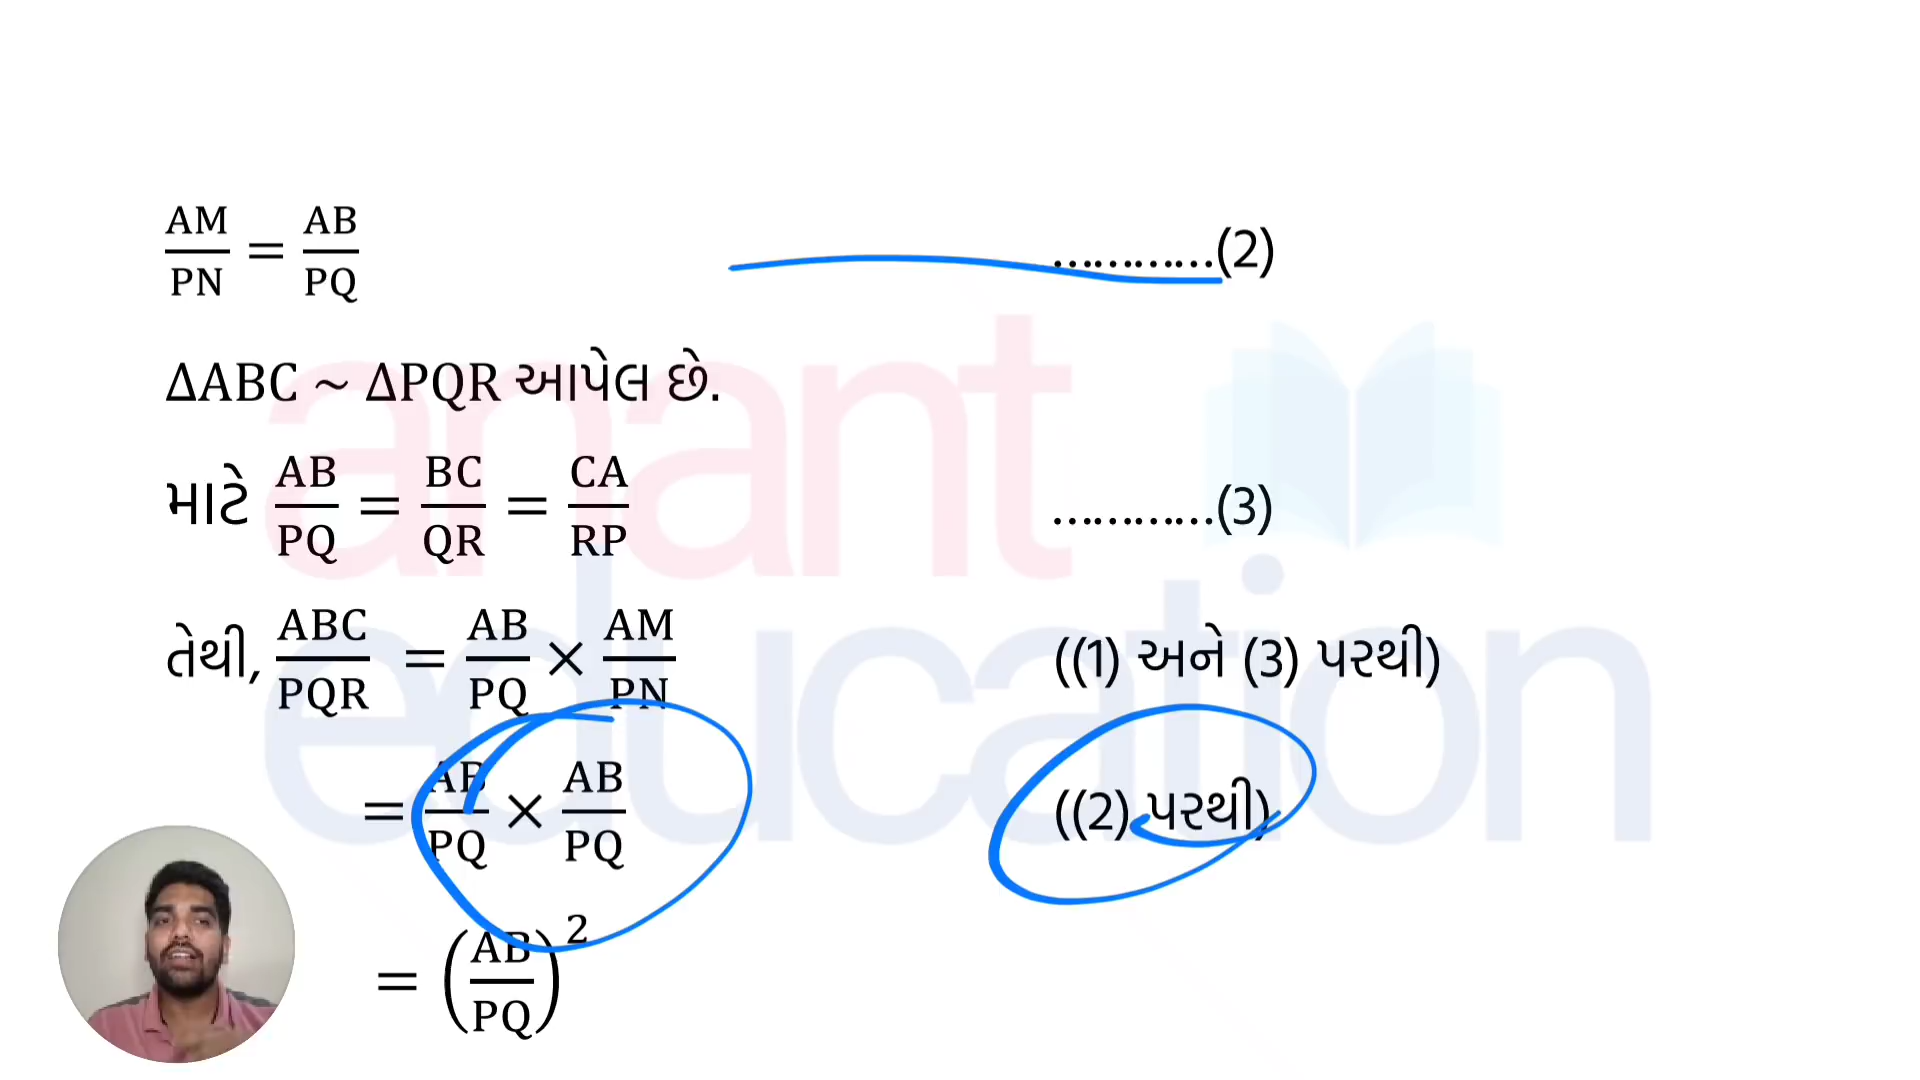 AM/PN = AB/PQ ............(2)
ΔABC ~ ΔPQR આપેલ છે.
માટે AB/PQ = BC/QR = CA/RP ............(3)
તેથી, ABC/PQR = AB/PQ × AM/PN ((1) અને (3) પરથી)
= AB/PQ × AB/PQ ((2) પરથી)
= (AB/PQ)²
anant
education